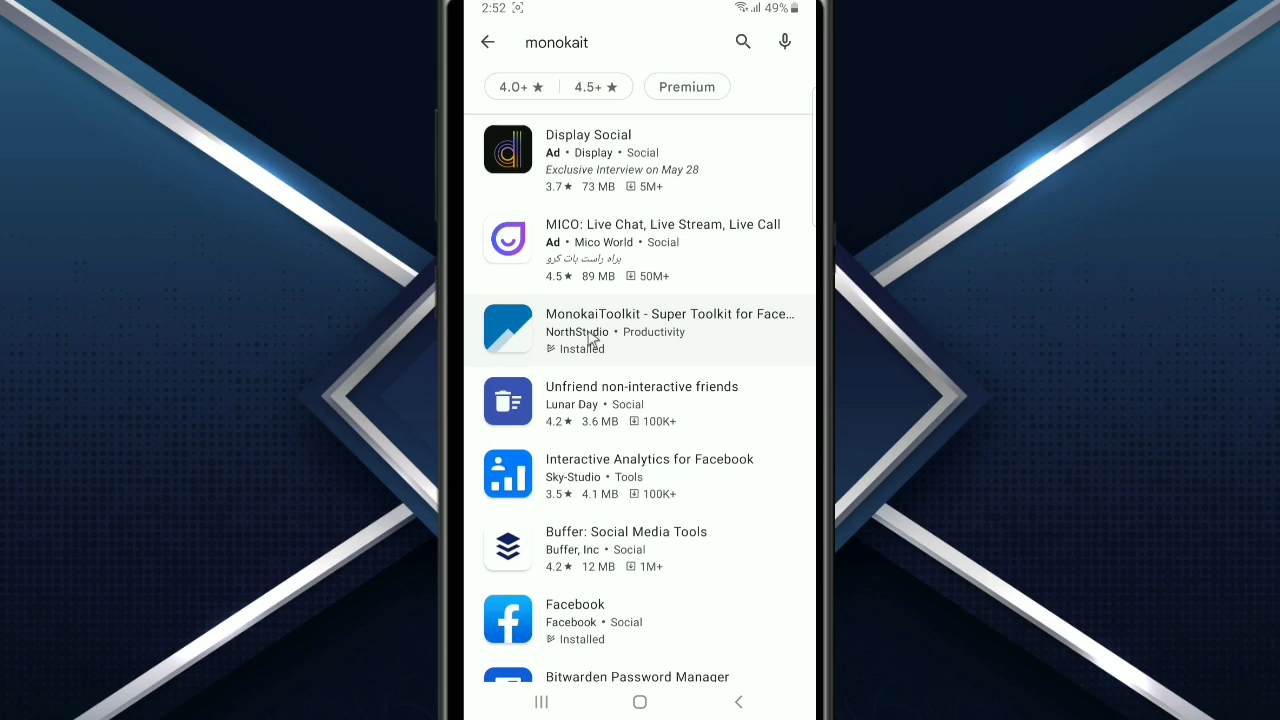 2:52 49%
monokait
4.0+ ★ 4.5+ ★ Premium
Display Social
Ad • Display • Social
Exclusive Interview on May 28
3.7★ 73 MB 5M+
MICO: Live Chat, Live Stream, Live Call
Ad • Mico World • Social
براہ راست بات کرو
4.5★ 89 MB 50M+
MonokaiToolkit - Super Toolkit for Face...
NorthStudio • Productivity
Installed
Unfriend non-interactive friends
Lunar Day • Social
4.2★ 3.6 MB 100K+
Interactive Analytics for Facebook
Sky-Studio • Tools
3.5★ 4.1 MB 100K+
Buffer: Social Media Tools
Buffer, Inc • Social
4.2★ 12 MB 1M+
Facebook
Facebook • Social
Installed
Bitwarden Password Manager